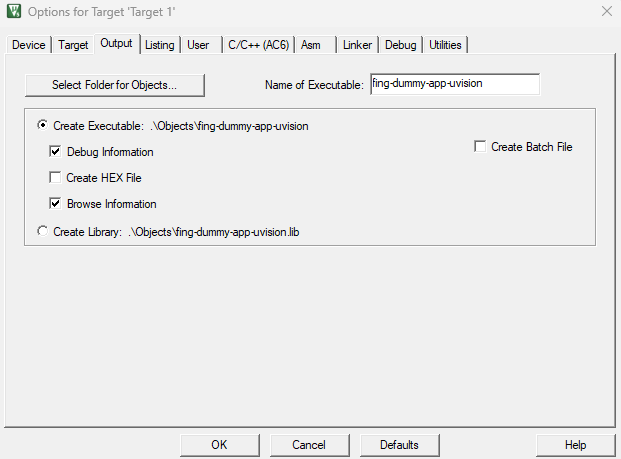 Options for Target 'Target 1'
Device Target Output Listing User C/C++ (AC6) Asm Linker Debug Utilities
Select Folder for Objects... Name of Executable: fing-dummy-app-uvision
Create Executable: .\Objects\fing-dummy-app-uvision
Debug Information Create Batch File
Create HEX File
Browse Information
Create Library: .\Objects\fing-dummy-app-uvision.lib
OK Cancel Defaults Help